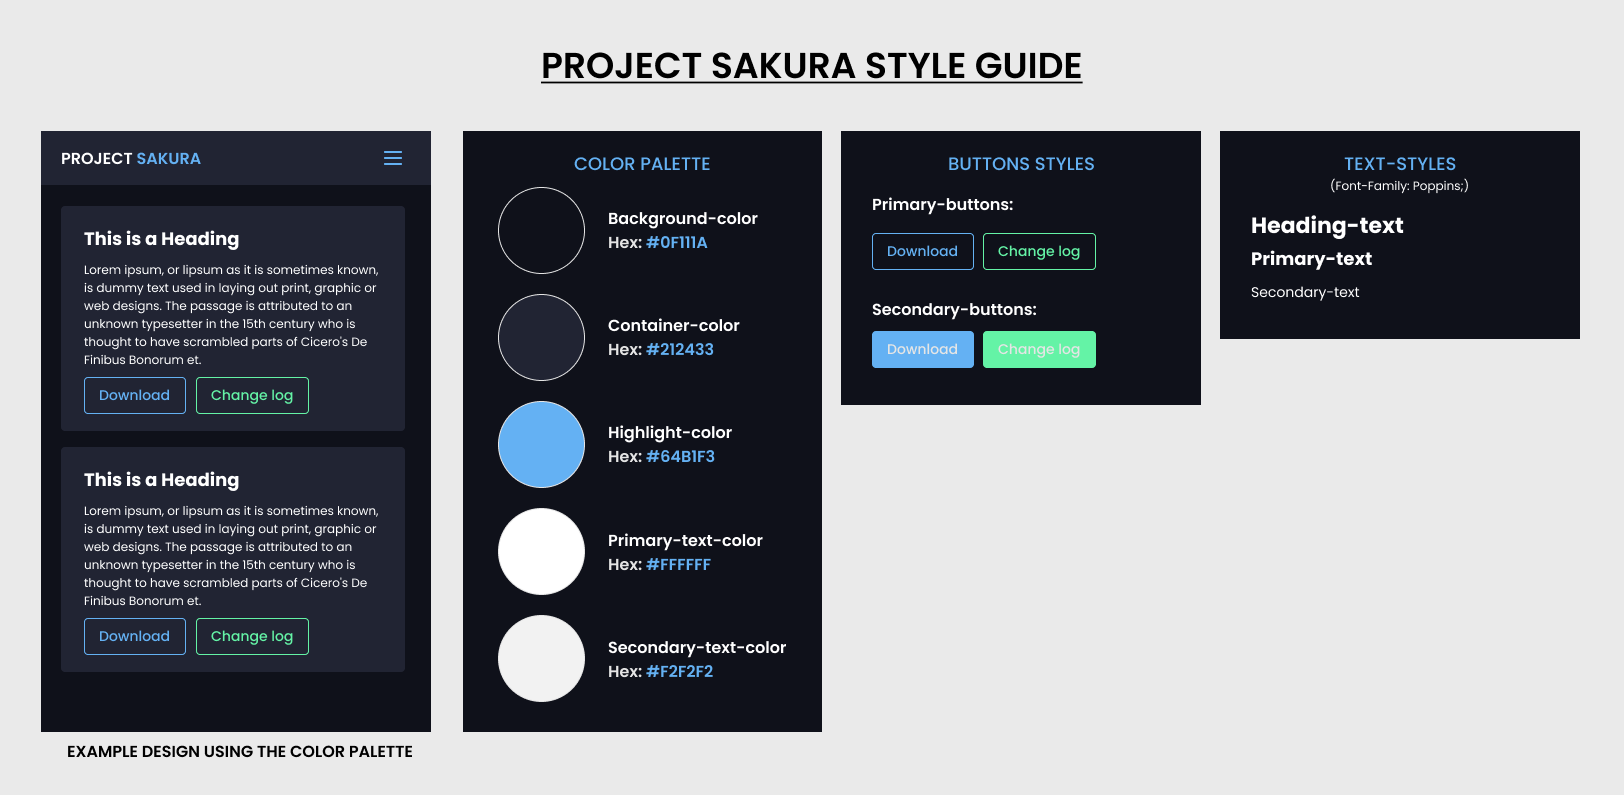 PROJECT SAKURA STYLE GUIDE
PROJECT SAKURA
This is a Heading
Lorem ipsum, or lipsum as it is sometimes known,
is dummy text used in laying out print, graphic or
web designs. The passage is attributed to an
unknown typesetter in the 15th century who is
thought to have scrambled parts of Cicero's De
Finibus Bonorum et.
Download
Change log
This is a Heading
Lorem ipsum, or lipsum as it is sometimes known,
is dummy text used in laying out print, graphic or
web designs. The passage is attributed to an
unknown typesetter in the 15th century who is
thought to have scrambled parts of Cicero's De
Finibus Bonorum et.
Download
Change log
EXAMPLE DESIGN USING THE COLOR PALETTE
COLOR PALETTE
Background-color
Hex: #0F111A
Container-color
Hex: #212433
Highlight-color
Hex: #64B1F3
Primary-text-color
Hex: #FFFFFF
Secondary-text-color
Hex: #F2F2F2
BUTTONS STYLES
Primary-buttons:
Download
Change log
Secondary-buttons:
Download
Change log
TEXT-STYLES
(Font-Family: Poppins;)
Heading-text
Primary-text
Secondary-text